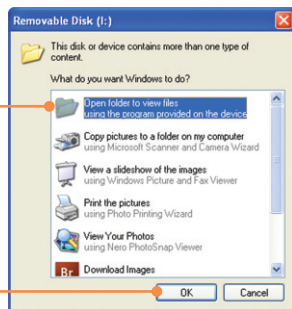 Removable Disk (I:)
This disk or device contains more than one type of
content.
What do you want Windows to do?
Open folder to view files
using the program provided on the device
Copy pictures to a folder on my computer
using Microsoft Scanner and Camera Wizard
View a slideshow of the images
using Windows Picture and Fax Viewer
Print the pictures
using Photo Printing Wizard
View Your Photos
using Nero PhotoSnap Viewer
Br
Download Images
OK
Cancel